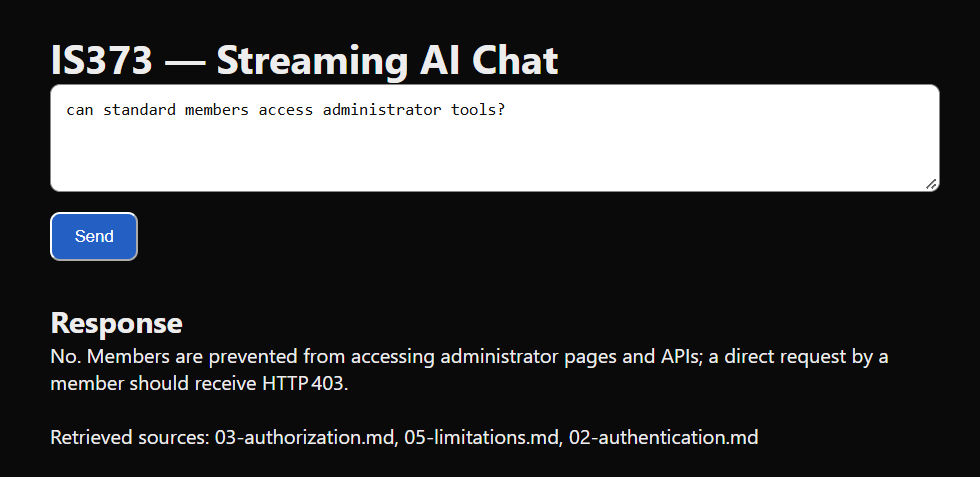 IS373 — Streaming AI Chat
can standard members access administrator tools?
Send
Response
No. Members are prevented from accessing administrator pages and APIs; a direct request by a
member should receive HTTP 403.
Retrieved sources: 03-authorization.md, 05-limitations.md, 02-authentication.md